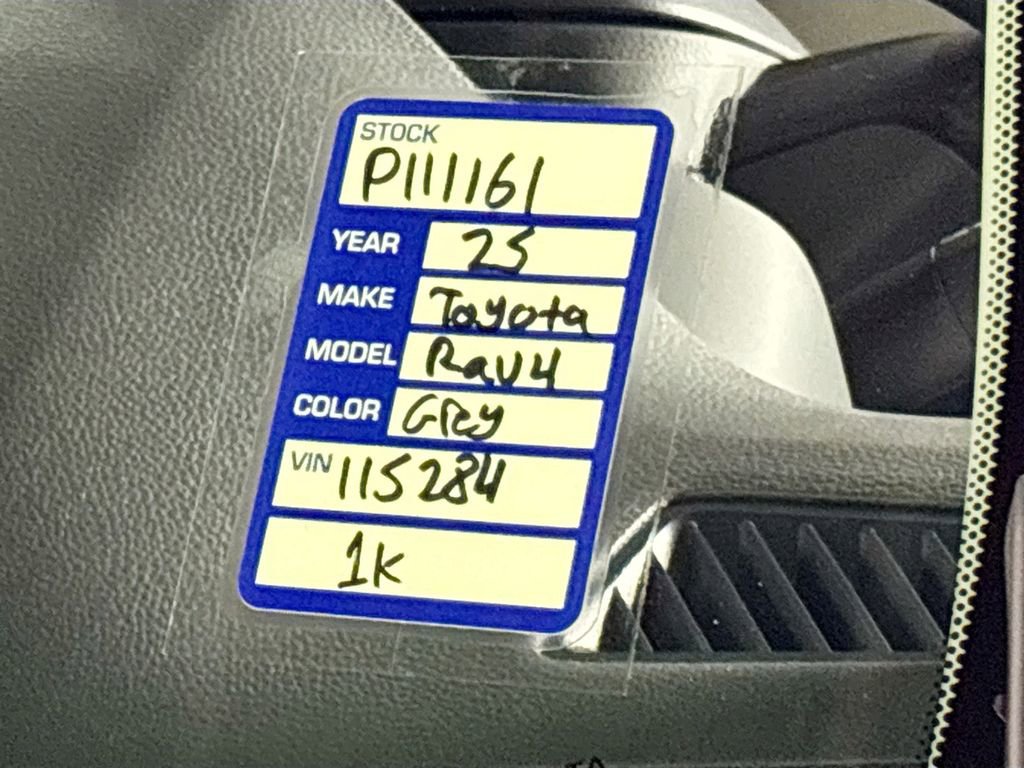 STOCK
P111161
YEAR 25
MAKE Toyota
MODEL Rav4
COLOR Grey
VIN 115284
1K